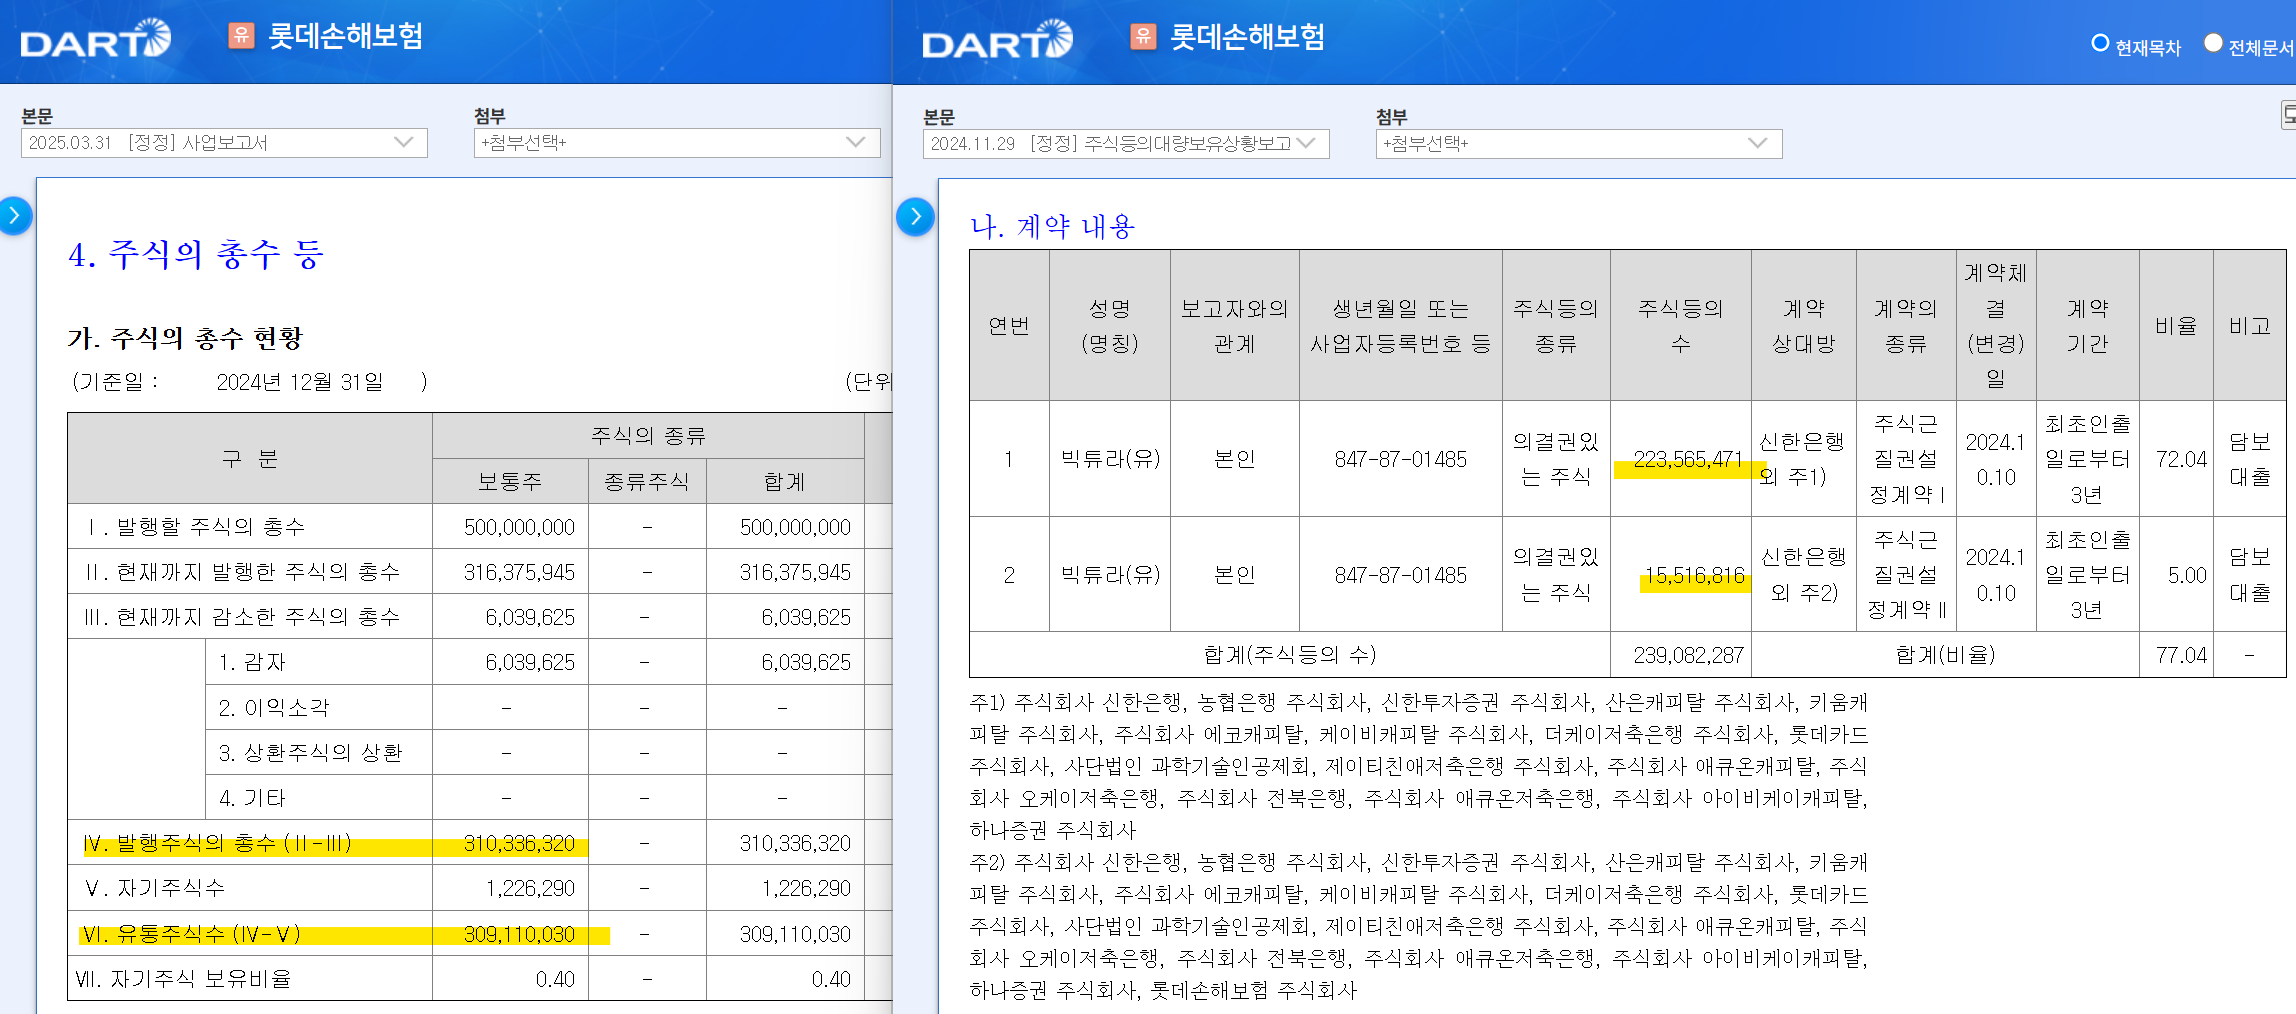 DART 유 롯데손해보험
본문 첨부
2025.03.31 [정정] 사업보고서 +첨부선택+
4. 주식의 총수 등
가. 주식의 총수 현황
(기준일 : 2024년 12월 31일 ) (단위
구 분 주식의 종류
보통주 종류주식 합계
Ⅰ. 발행할 주식의 총수 500,000,000 - 500,000,000
Ⅱ. 현재까지 발행한 주식의 총수 316,375,945 - 316,375,945
Ⅲ. 현재까지 감소한 주식의 총수 6,039,625 - 6,039,625
1. 감자 6,039,625 - 6,039,625
2. 이익소각 - - -
3. 상환주식의 상환 - - -
4. 기타 - - -
Ⅳ. 발행주식의 총수 (Ⅱ-Ⅲ) 310,336,320 - 310,336,320
Ⅴ. 자기주식수 1,226,290 - 1,226,290
Ⅵ. 유통주식수 (Ⅳ-Ⅴ) 309,110,030 - 309,110,030
Ⅶ. 자기주식 보유비율 0.40 - 0.40
DART 유 롯데손해보험 현재목차 전체문서
본문 첨부
2024.11.29 [정정] 주식등의대량보유상황보고 +첨부선택+
나. 계약 내용
연번 성명 (명칭) 보고자와의 관계 생년월일 또는 사업자등록번호 등 주식등의 종류 주식등의 수 계약 상대방 계약의 종류 계약체결 (변경)일 계약 기간 비율 비고
1 빅튜라(유) 본인 847-87-01485 의결권있는 주식 223,565,471 신한은행 외 주1) 주식근질권설정계약Ⅰ 2024.10.10 최초인출일로부터 3년 72.04 담보대출
2 빅튜라(유) 본인 847-87-01485 의결권있는 주식 15,516,816 신한은행 외 주2) 주식근질권설정계약Ⅱ 2024.10.10 최초인출일로부터 3년 5.00 담보대출
합계(주식등의 수) 239,082,287 합계(비율) 77.04 -
주1) 주식회사 신한은행, 농협은행 주식회사, 신한투자증권 주식회사, 산은캐피탈 주식회사, 키움캐
피탈 주식회사, 주식회사 에코캐피탈, 케이비캐피탈 주식회사, 더케이저축은행 주식회사, 롯데카드
주식회사, 사단법인 과학기술인공제회, 제이티친애저축은행 주식회사, 주식회사 애큐온캐피탈, 주식
회사 오케이저축은행, 주식회사 전북은행, 주식회사 애큐온저축은행, 주식회사 아이비케이캐피탈,
하나증권 주식회사
주2) 주식회사 신한은행, 농협은행 주식회사, 신한투자증권 주식회사, 산은캐피탈 주식회사, 키움캐
피탈 주식회사, 주식회사 에코캐피탈, 케이비캐피탈 주식회사, 더케이저축은행 주식회사, 롯데카드
주식회사, 사단법인 과학기술인공제회, 제이티친애저축은행 주식회사, 주식회사 애큐온캐피탈, 주식
회사 오케이저축은행, 주식회사 전북은행, 주식회사 애큐온저축은행, 주식회사 아이비케이캐피탈,
하나증권 주식회사, 롯데손해보험 주식회사